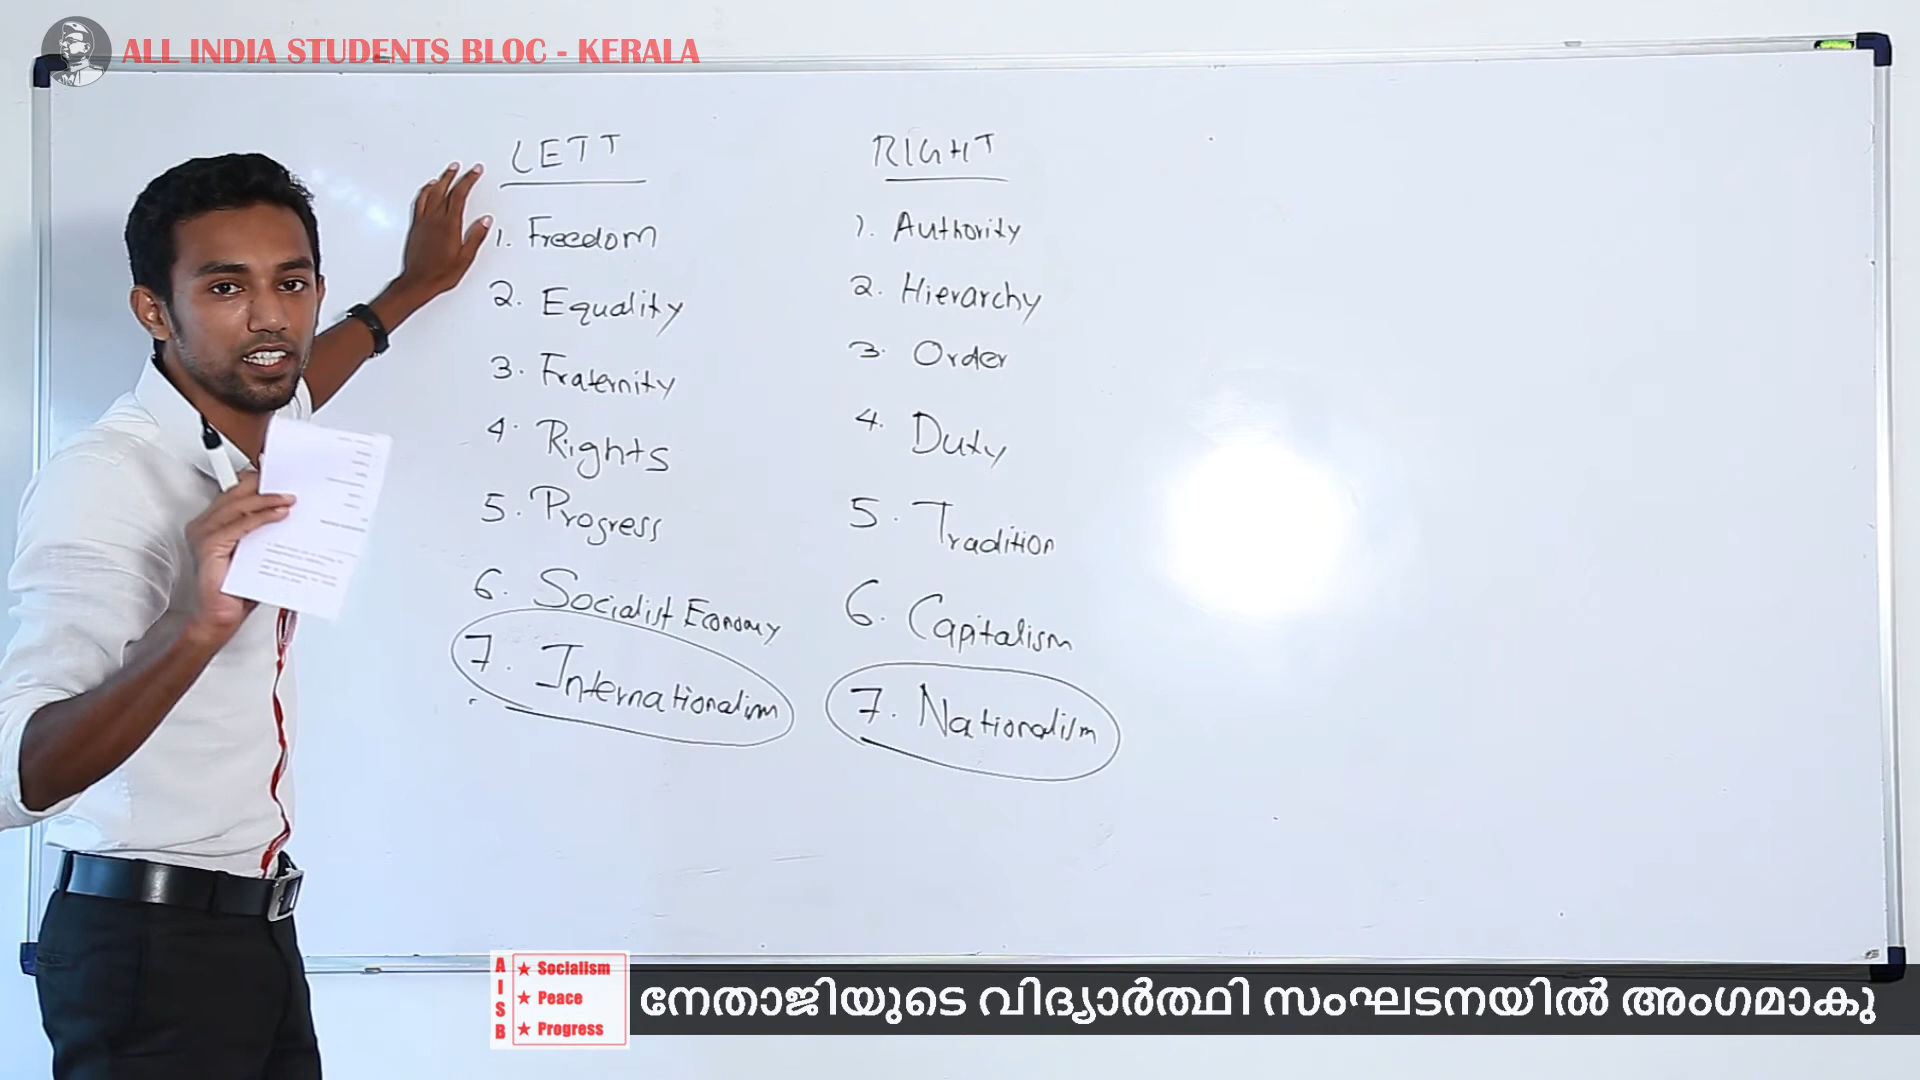 ALL INDIA STUDENTS BLOC - KERALA
LETT
1. Freedom
2. Equality
3. Fraternity
4. Rights
5. Progress
6. Socialist Economy
7. Internationalism
RIGHT
1. Authority
2. Hierarchy
3. Order
4. Duty
5. Tradition
6. Capitalism
7. Nationalism
AISB
★ Socialism
★ Peace
★ Progress
നേതാജിയുടെ വിദ്യാർത്ഥി സംഘടനയിൽ അംഗമാകു